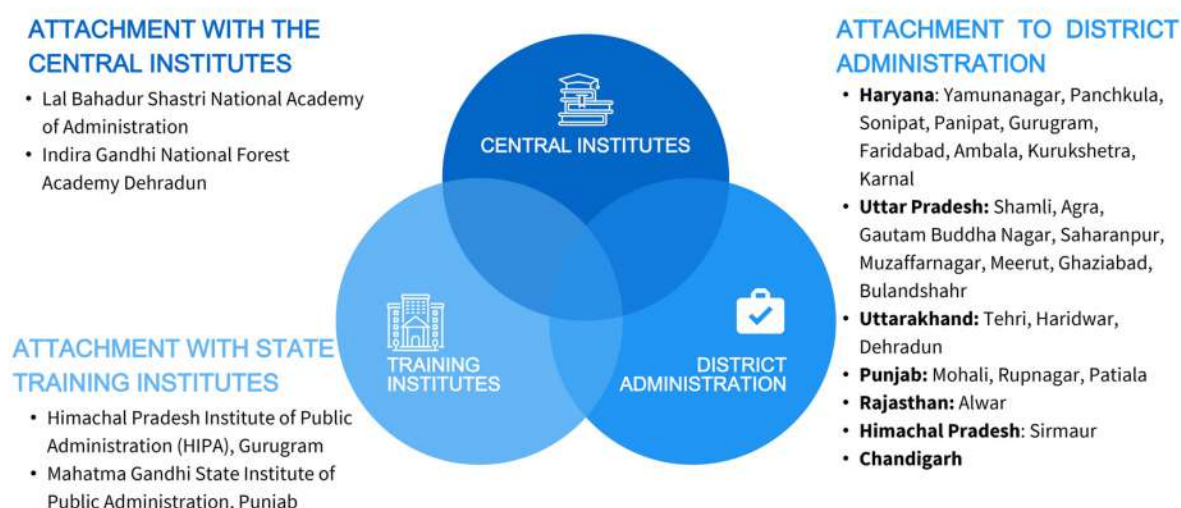 ATTACHMENT WITH THE
CENTRAL INSTITUTES
• Lal Bahadur Shastri National Academy
of Administration
• Indira Gandhi National Forest
Academy Dehradun
ATTACHMENT WITH STATE
TRAINING INSTITUTES
• Himachal Pradesh Institute of Public
Administration (HIPA), Gurugram
• Mahatma Gandhi State Institute of
Public Administration, Punjab
CENTRAL INSTITUTES
TRAINING
INSTITUTES
DISTRICT
ADMINISTRATION
ATTACHMENT TO DISTRICT
ADMINISTRATION
• Haryana: Yamunanagar, Panchkula,
Sonipat, Panipat, Gurugram,
Faridabad, Ambala, Kurukshetra,
Karnal
• Uttar Pradesh: Shamli, Agra,
Gautam Buddha Nagar, Saharanpur,
Muzaffarnagar, Meerut, Ghaziabad,
Bulandshahr
• Uttarakhand: Tehri, Haridwar,
Dehradun
• Punjab: Mohali, Rupnagar, Patiala
• Rajasthan: Alwar
• Himachal Pradesh: Sirmaur
• Chandigarh